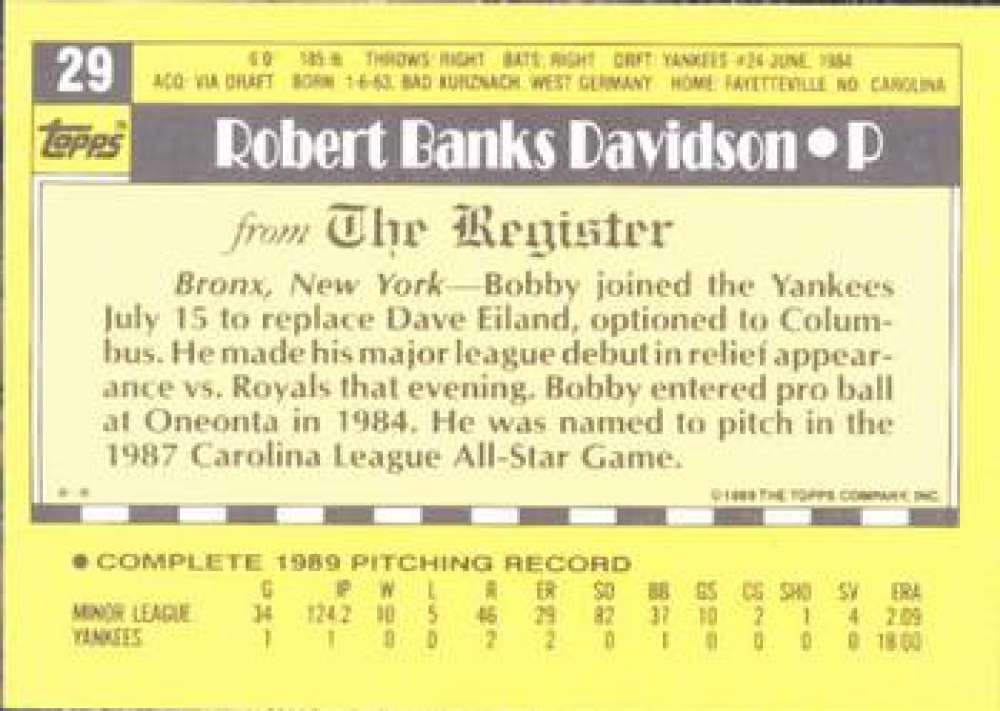 29
6'0" 185 lb. THROWS: RIGHT BATS: RIGHT DRFT: YANKEES #24-JUNE, 1984
ACQ: VIA DRAFT BORN: 1-6-63, BAD KURZNACH, WEST GERMANY HOME: FAYETTEVILLE, NO. CAROLINA
Topps™
Robert Banks Davidson • P
from The Register
Bronx, New York—Bobby joined the Yankees
July 15 to replace Dave Eiland, optioned to Colum-
bus. He made his major league debut in relief appear-
ance vs. Royals that evening. Bobby entered pro ball
at Oneonta in 1984. He was named to pitch in the
1987 Carolina League All-Star Game.
* * ©1989 THE TOPPS COMPANY, INC.
• COMPLETE 1989 PITCHING RECORD
G IP W L R ER SO BB GS CG SHO SV ERA
MINOR LEAGUE 34 124.2 10 5 46 29 82 37 10 2 1 4 2.09
YANKEES 1 1 0 0 2 2 0 1 0 0 0 0 18.00